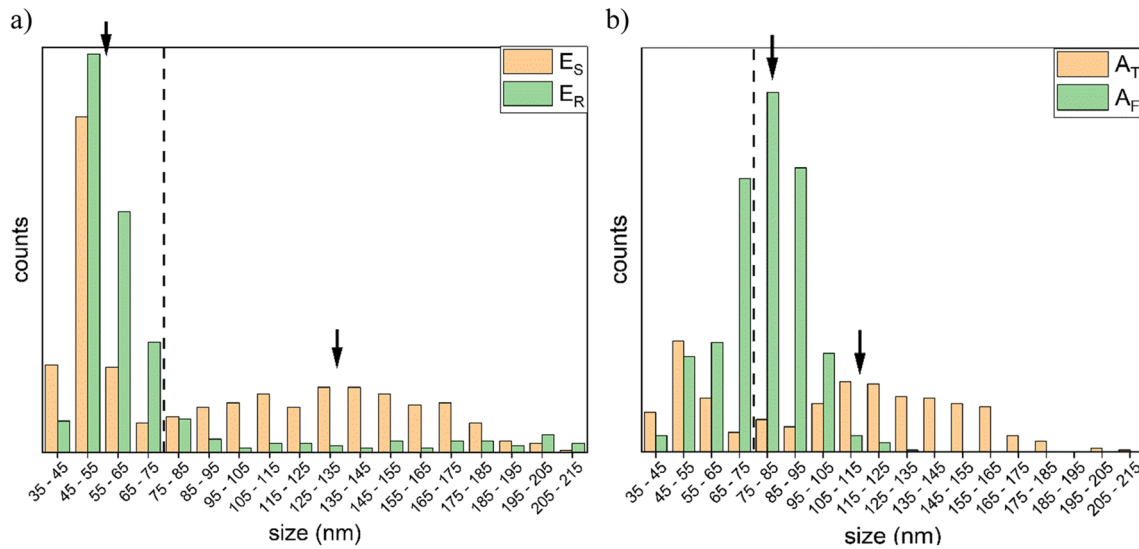 a)
E_S
E_R
counts
35 - 45
45 - 55
55 - 65
65 - 75
75 - 85
85 - 95
95 - 105
105 - 115
115 - 125
125 - 135
135 - 145
145 - 155
155 - 165
165 - 175
175 - 185
185 - 195
195 - 205
205 - 215
size (nm)
b)
A_T
A_F
counts
35 - 45
45 - 55
55 - 65
65 - 75
75 - 85
85 - 95
95 - 105
105 - 115
115 - 125
125 - 135
135 - 145
145 - 155
155 - 165
165 - 175
175 - 185
185 - 195
195 - 205
205 - 215
size (nm)